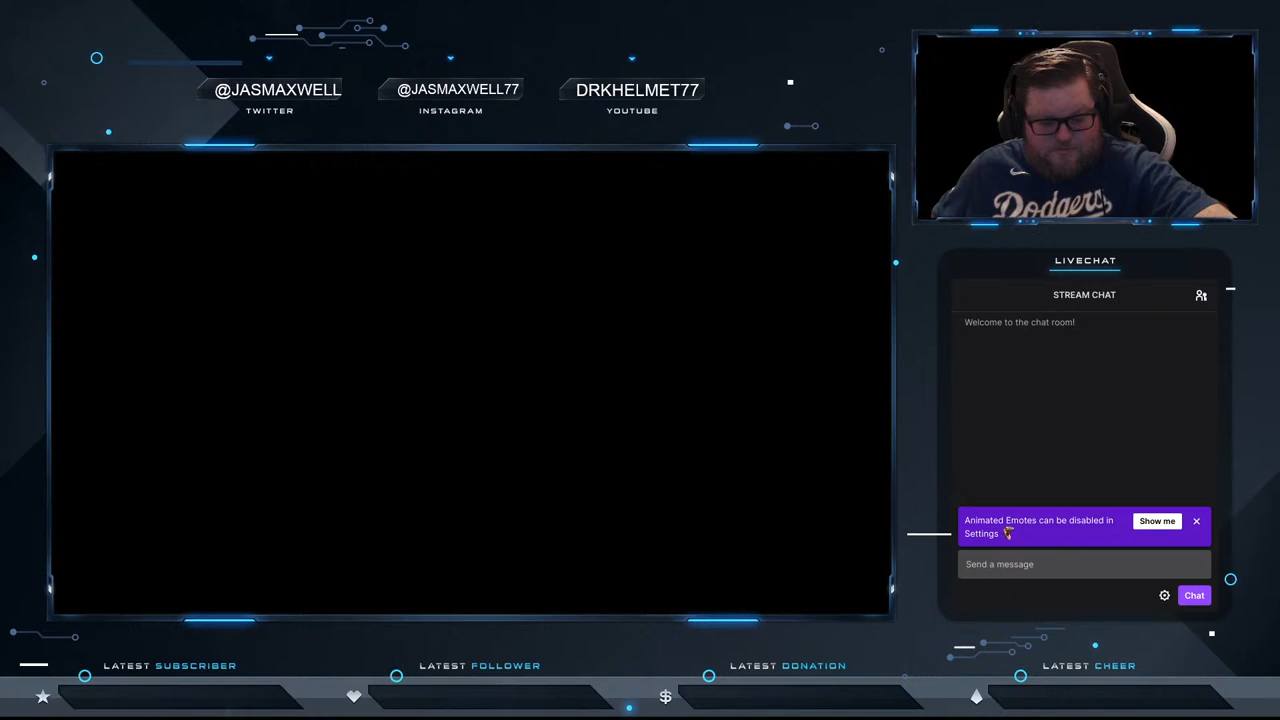 @JASMAXWELL
TWITTER
@JASMAXWELL77
INSTAGRAM
DRKHELMET77
YOUTUBE
Dodgers
LIVECHAT
STREAM CHAT
Welcome to the chat room!
Animated Emotes can be disabled in
Settings
Show me
Send a message
Chat
LATEST SUBSCRIBER
LATEST FOLLOWER
LATEST DONATION
LATEST CHEER